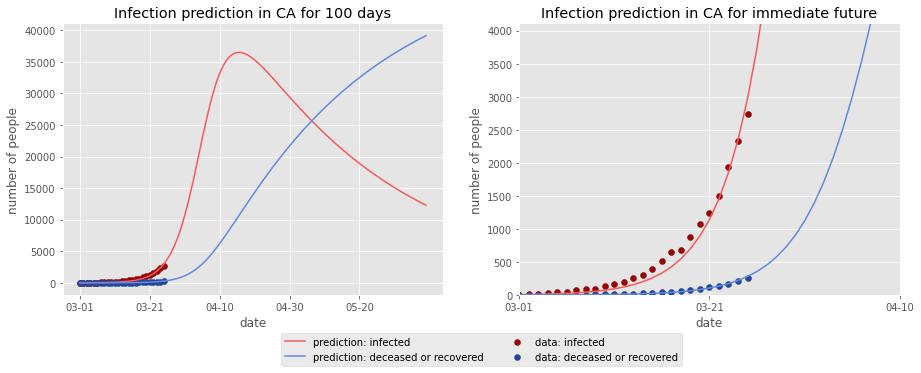 Infection prediction in CA for 100 days
40000
35000
30000
25000
20000
15000
10000
5000
0
number of people
03-01
03-21
04-10
04-30
05-20
date
Infection prediction in CA for immediate future
4000
3500
3000
2500
2000
1500
1000
500
0
number of people
03-01
03-21
04-10
date
prediction: infected
prediction: deceased or recovered
data: infected
data: deceased or recovered